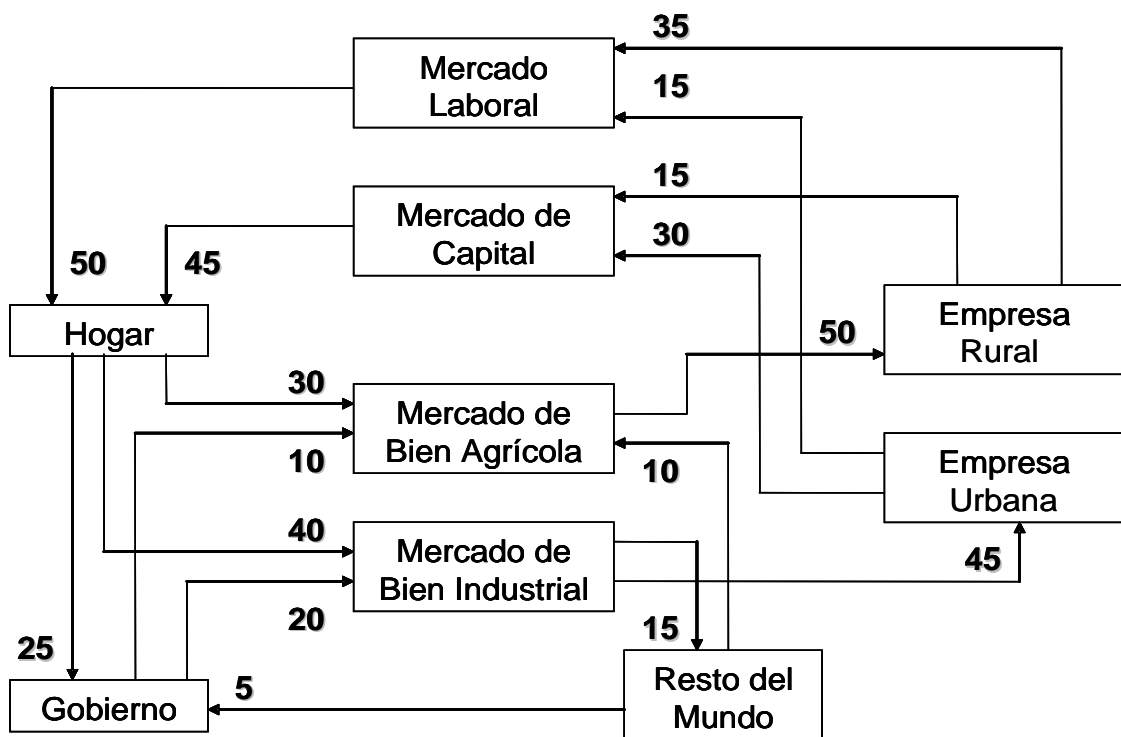 35
Mercado
Laboral
15
15
Mercado de
Capital
30
50
45
Hogar
Empresa
Rural
50
30
Mercado de
Bien Agrícola
10
10
Empresa
Urbana
40
Mercado de
Bien Industrial
45
20
15
25
Gobierno
5
Resto del
Mundo